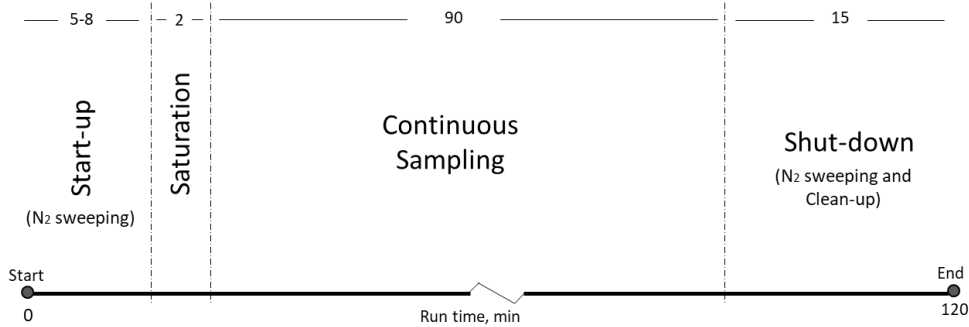 5-8
2
90
15
Start-up
(N2 sweeping)
Saturation
Continuous
Sampling
Shut-down
(N2 sweeping and
Clean-up)
Start
End
0
Run time, min
120